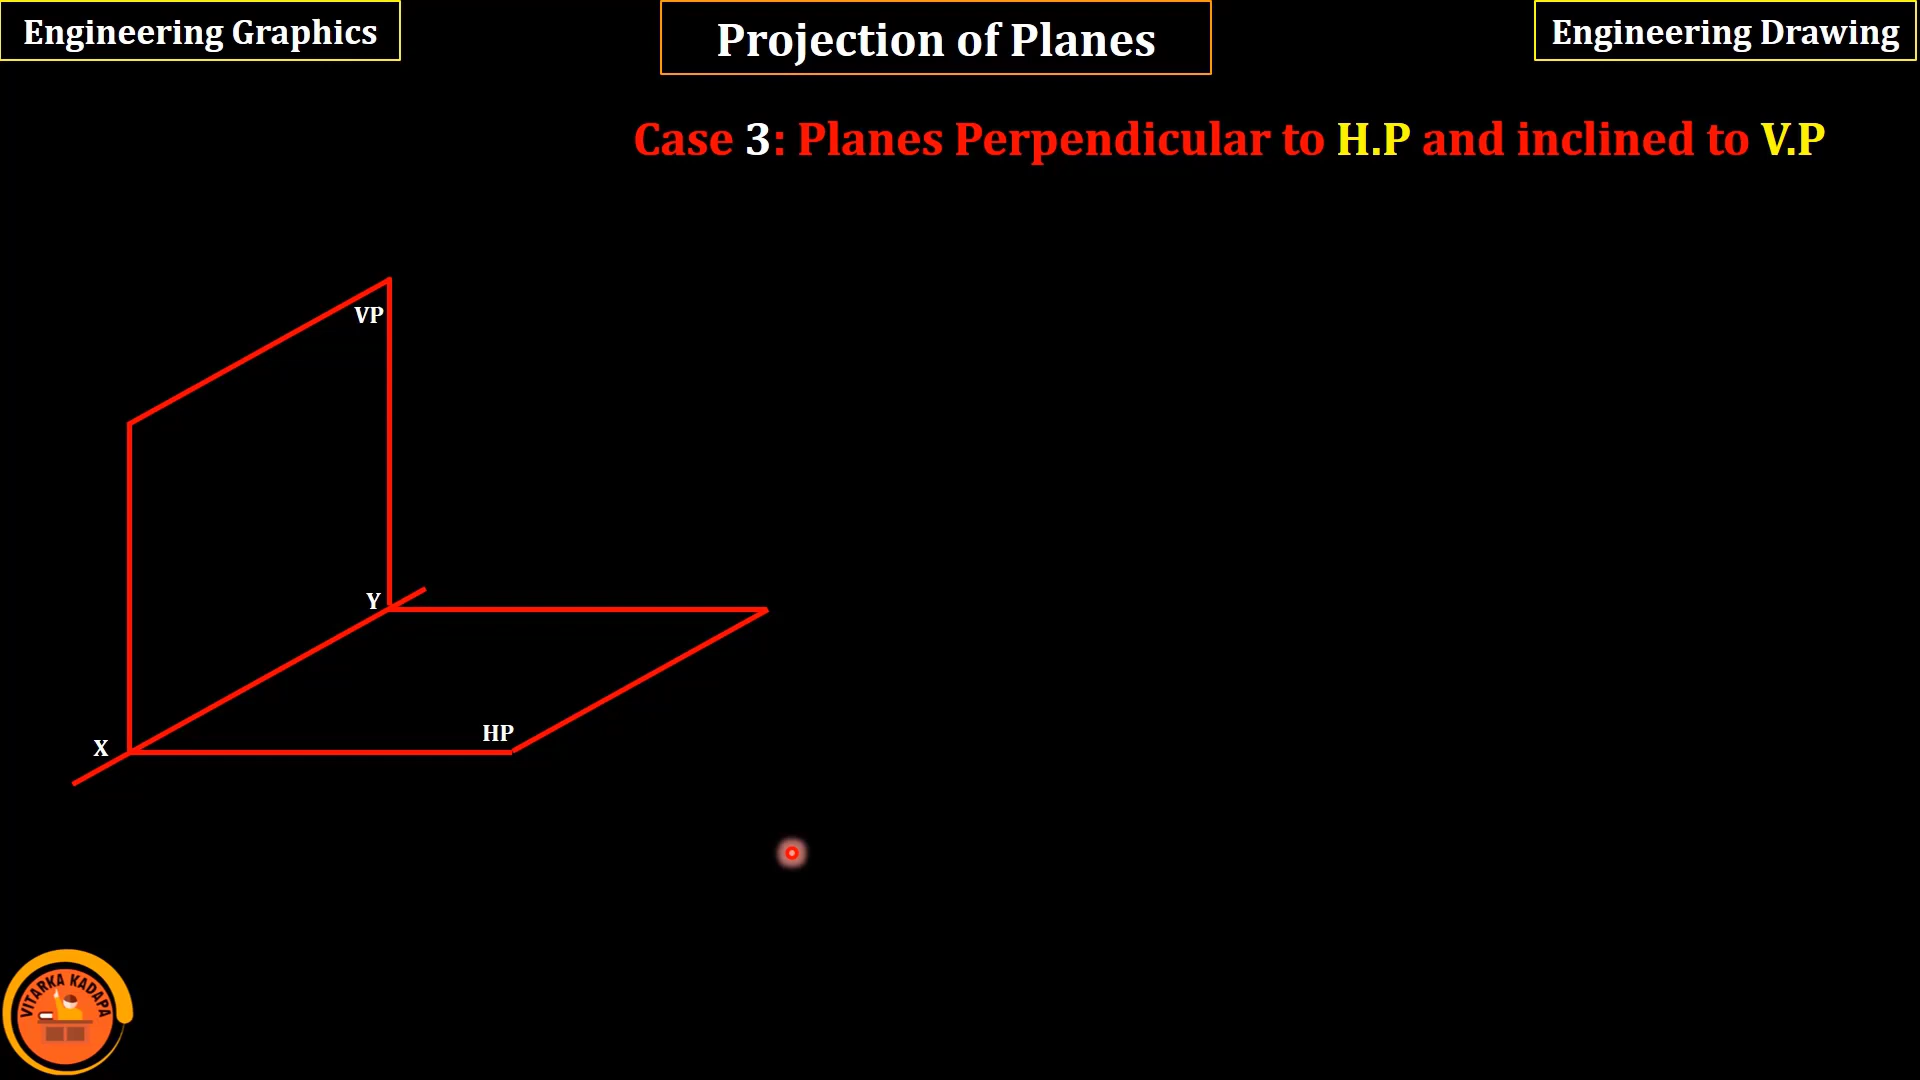 Engineering Graphics
Projection of Planes
Engineering Drawing
Case 3: Planes Perpendicular to H.P and inclined to V.P
VP
Y
HP
X
VITARKA KADAPA